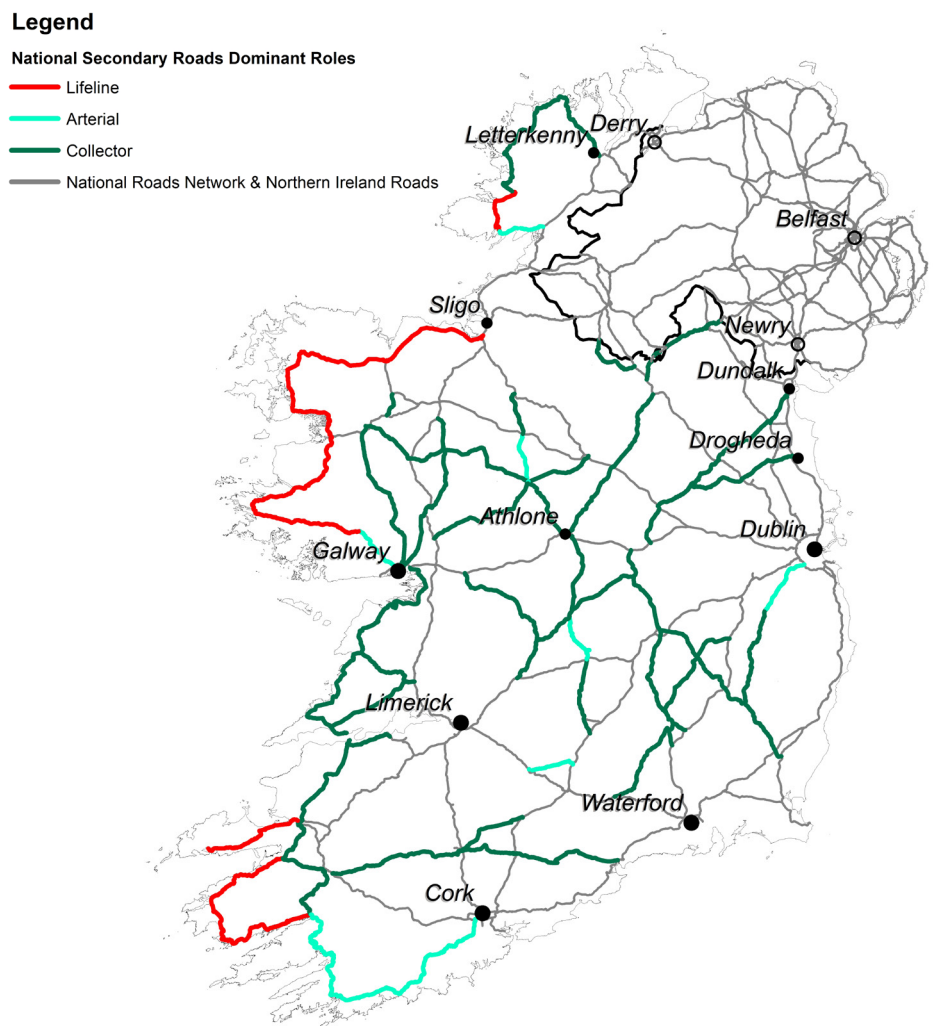 Legend
National Secondary Roads Dominant Roles
Lifeline
Arterial
Collector
National Roads Network & Northern Ireland Roads
Derry
Letterkenny
Belfast
Sligo
Newry
Dundalk
Drogheda
Athlone
Dublin
Galway
Limerick
Waterford
Cork